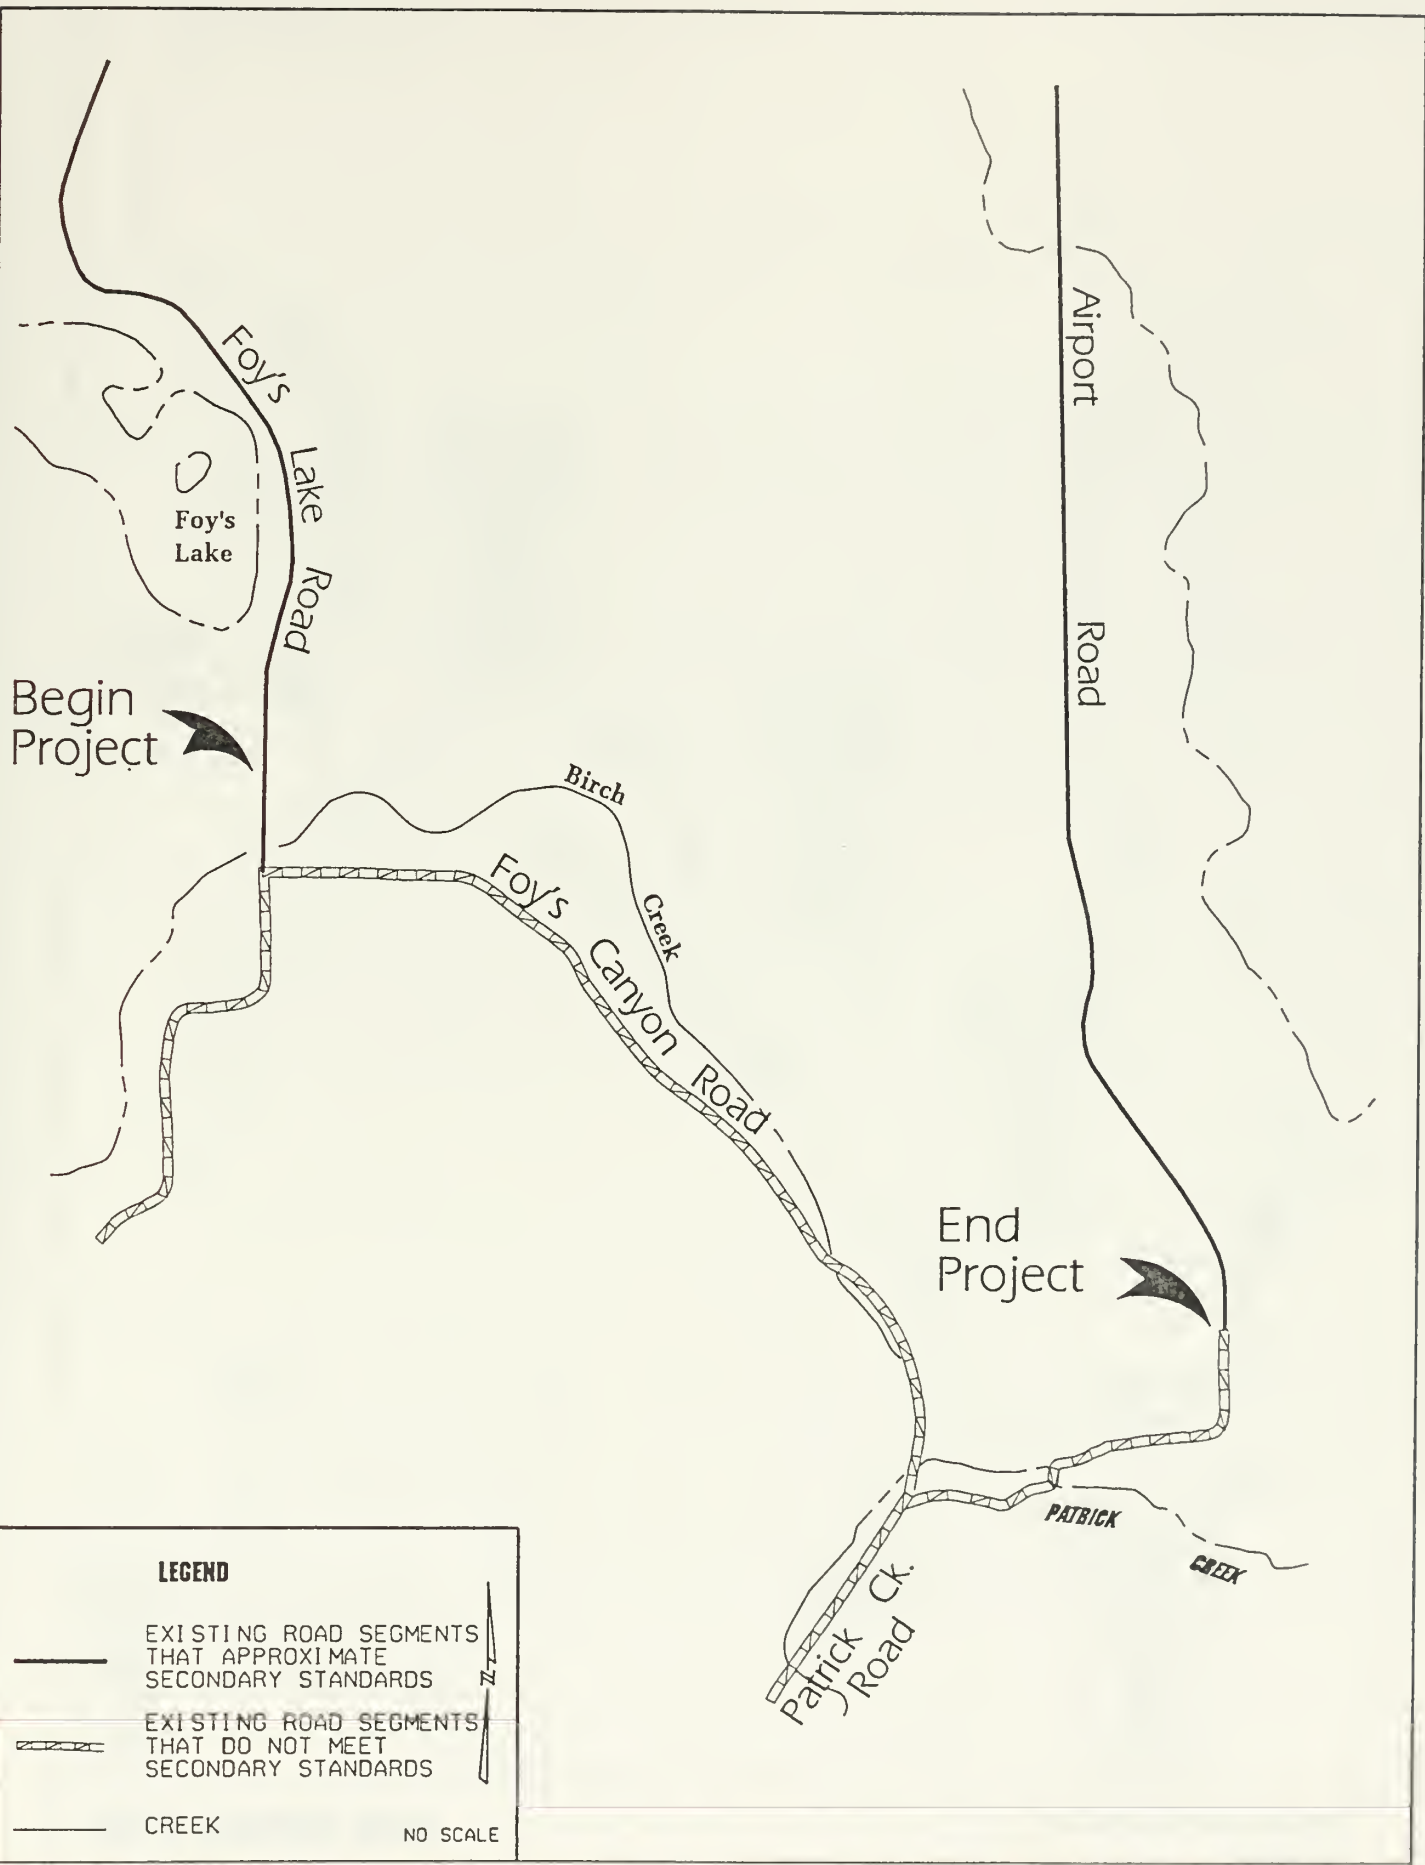 Foy's Lake Road
Airport Road
Foy's
Lake
Begin
Project
Birch Creek
Foy's Canyon Road
End
Project
PATRICK CREEK
Patrick Ck.
Road
LEGEND
EXISTING ROAD SEGMENTS
THAT APPROXIMATE
SECONDARY STANDARDS
N
EXISTING ROAD SEGMENTS
THAT DO NOT MEET
SECONDARY STANDARDS
CREEK
NO SCALE